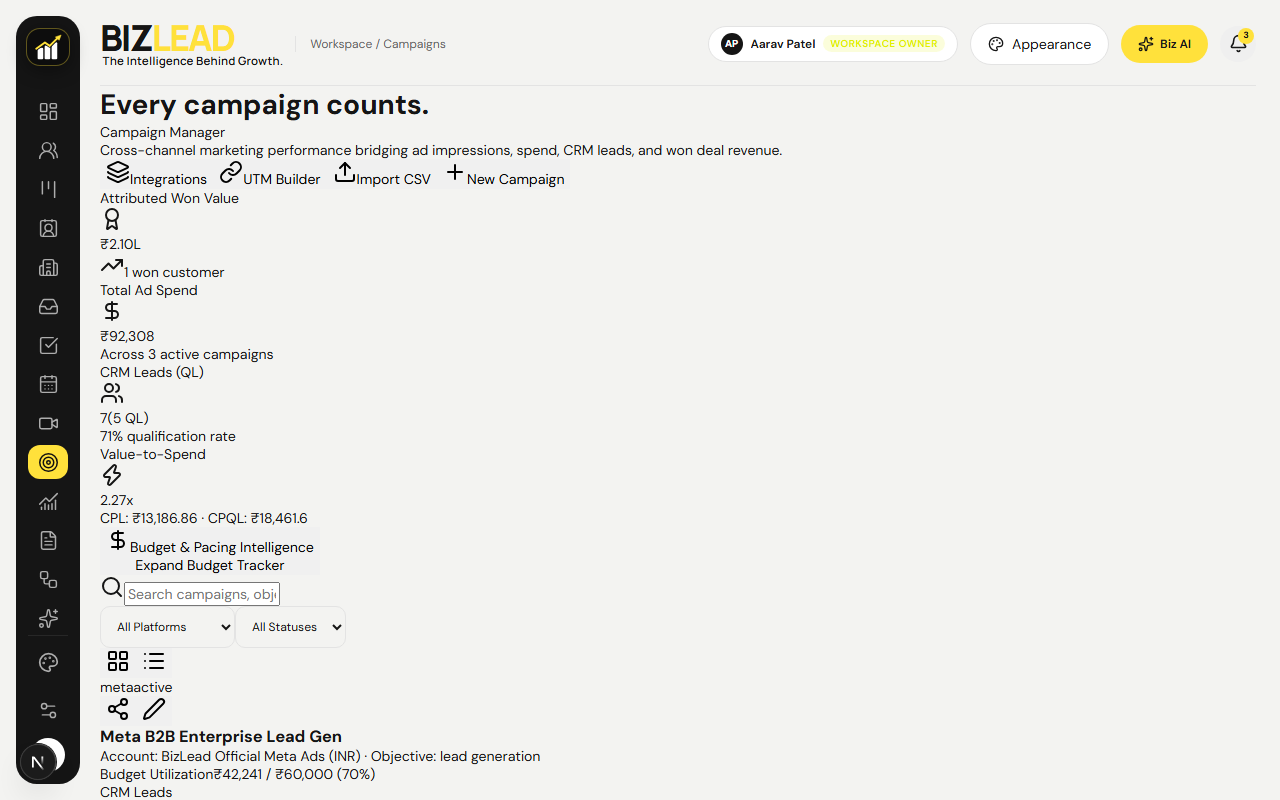 BIZLEAD
The Intelligence Behind Growth.
Workspace / Campaigns
AP Aarav Patel WORKSPACE OWNER
Appearance
Biz AI
3
Every campaign counts.
Campaign Manager
Cross-channel marketing performance bridging ad impressions, spend, CRM leads, and won deal revenue.
Integrations UTM Builder Import CSV New Campaign
Attributed Won Value
₹2.10L
1 won customer
Total Ad Spend
₹92,308
Across 3 active campaigns
CRM Leads (QL)
7(5 QL)
71% qualification rate
Value-to-Spend
2.27x
CPL: ₹13,186.86 · CPQL: ₹18,461.6
Budget & Pacing Intelligence
Expand Budget Tracker
Search campaigns, obj
All Platforms All Statuses
metaactive
Meta B2B Enterprise Lead Gen
Account: BizLead Official Meta Ads (INR) · Objective: lead generation
Budget Utilization₹42,241 / ₹60,000 (70%)
CRM Leads
N